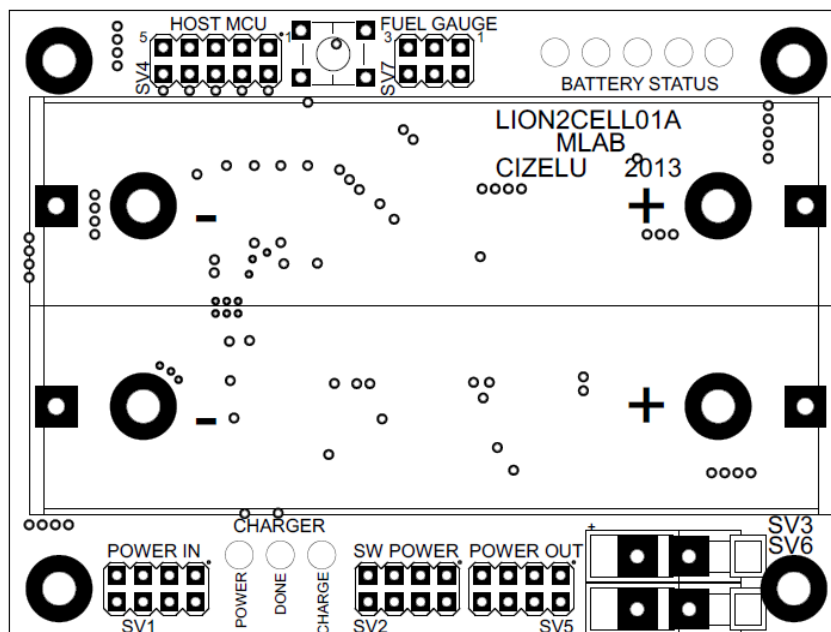 HOST MCU
FUEL GAUGE
5
1
3
1
SV4
SV7
BATTERY STATUS
LION2CELL01A
MLAB
CIZELU 2013
- +
- +
CHARGER
SV3
SV6
POWER IN
SW POWER
POWER OUT
+
POWER
DONE
CHARGE
SV1
SV2
SV5